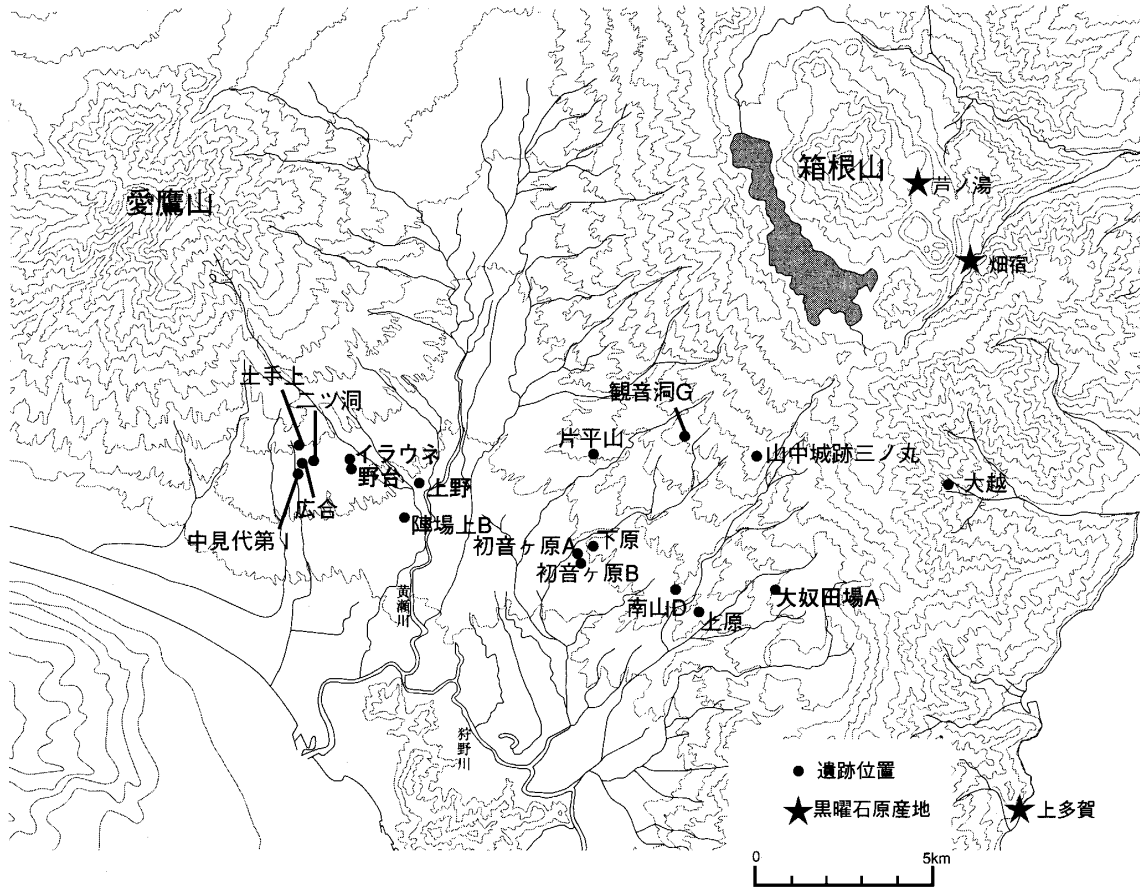 愛鷹山
箱根山
芦ノ湯
畑宿
土手上
二ツ洞
観音洞G
片平山
イラウネ
野台
山中城跡三ノ丸
上野
大越
広合
陣場上B
中見代第Ⅰ
初音ヶ原A
下原
初音ヶ原B
黄瀬川
南山D
上原
大奴田場A
狩野川
遺跡位置
黒曜石原産地
上多賀
0
5km